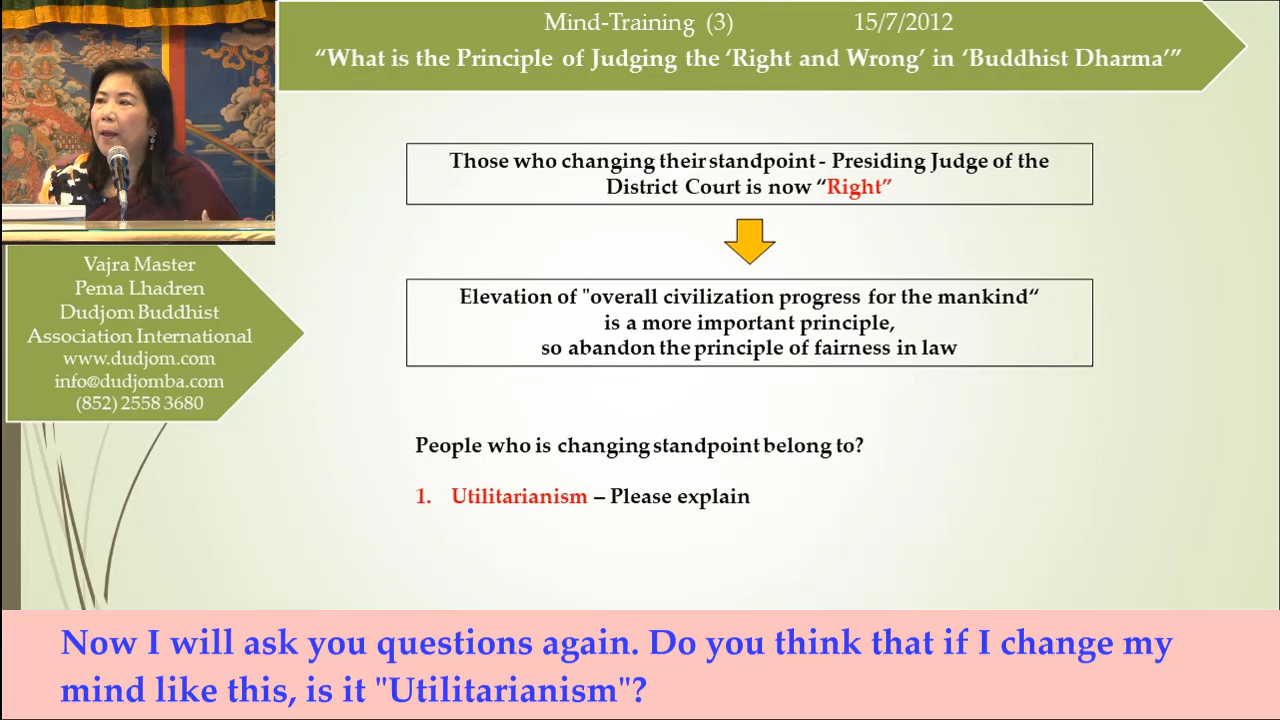 Mind-Training (3) 15/7/2012
“What is the Principle of Judging the ‘Right and Wrong’ in ‘Buddhist Dharma’”
Those who changing their standpoint - Presiding Judge of the
District Court is now “Right”
Elevation of "overall civilization progress for the mankind“
is a more important principle,
so abandon the principle of fairness in law
Vajra Master
Pema Lhadren
Dudjom Buddhist
Association International
www.dudjom.com
info@dudjomba.com
(852) 2558 3680
People who is changing standpoint belong to?
1. Utilitarianism – Please explain
Now I will ask you questions again. Do you think that if I change my
mind like this, is it "Utilitarianism"?